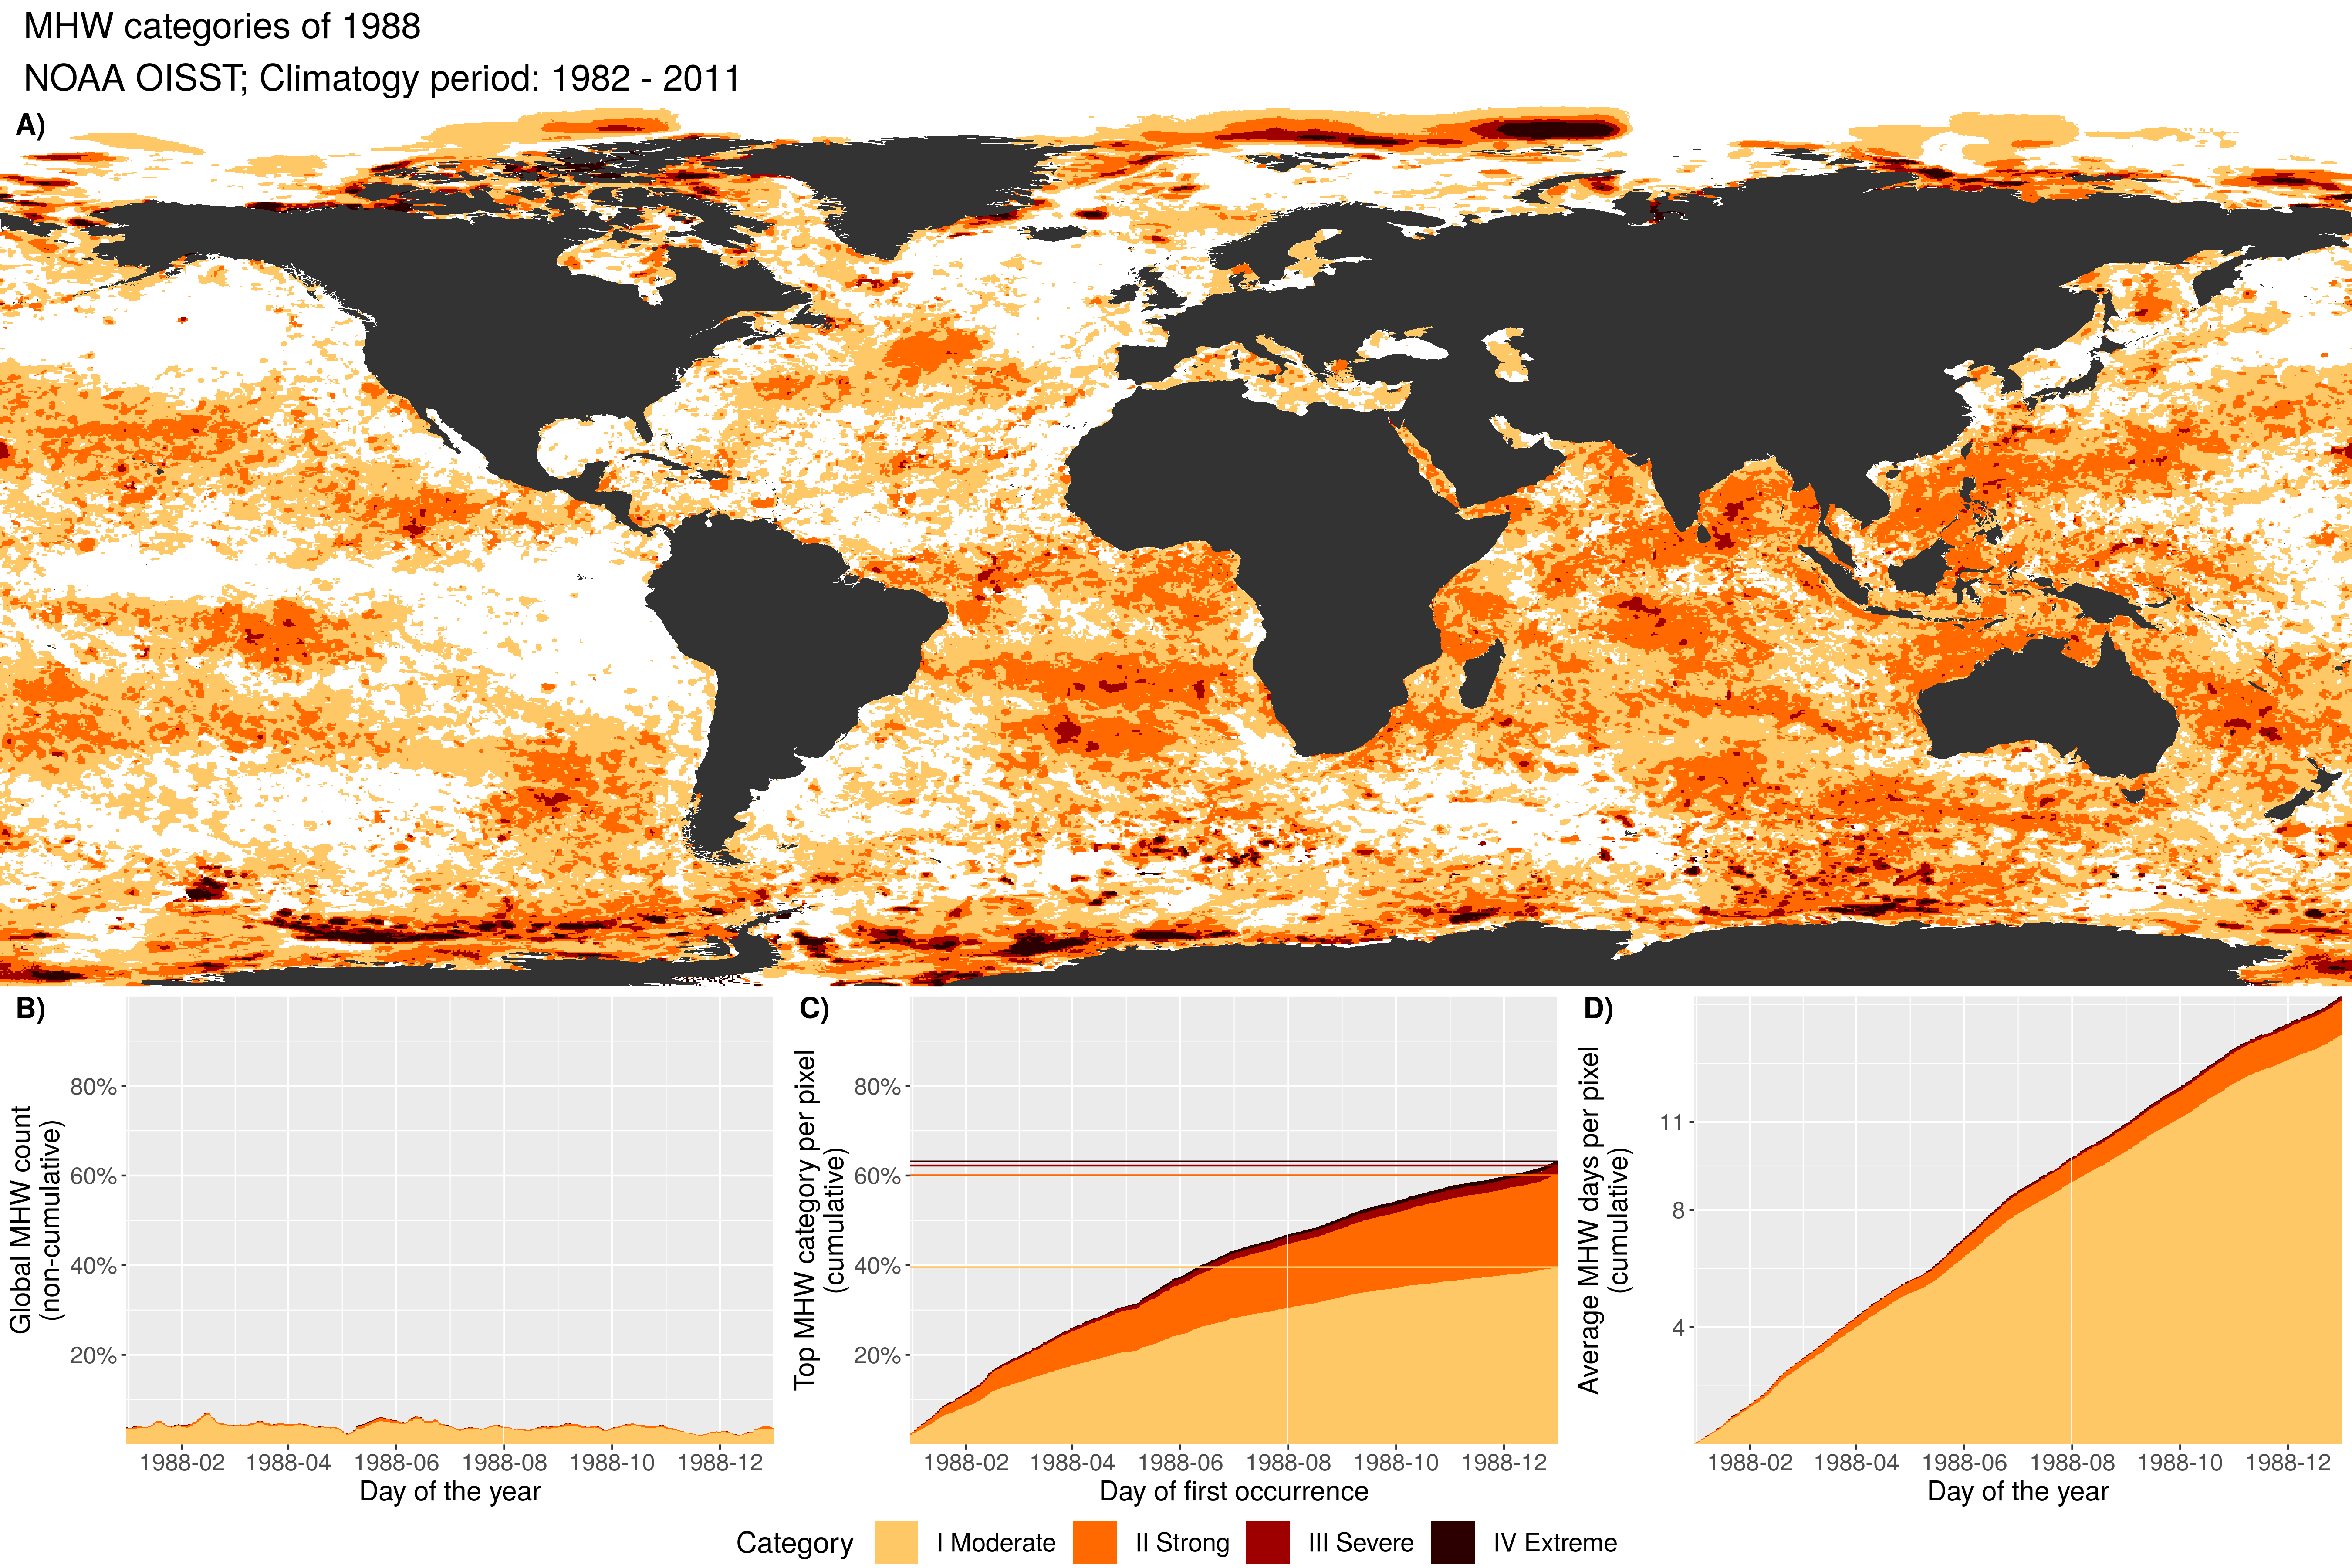 MHW categories of 1988
NOAA OISST; Climatogy period: 1982 - 2011
A)
B)
Global MHW count
(non-cumulative)
80%
60%
40%
20%
1988-02 1988-04 1988-06 1988-08 1988-10 1988-12
Day of the year
C)
Top MHW category per pixel
(cumulative)
80%
60%
40%
20%
1988-02 1988-04 1988-06 1988-08 1988-10 1988-12
Day of first occurrence
D)
Average MHW days per pixel
(cumulative)
11
8
4
1988-02 1988-04 1988-06 1988-08 1988-10 1988-12
Day of the year
Category I Moderate II Strong III Severe IV Extreme